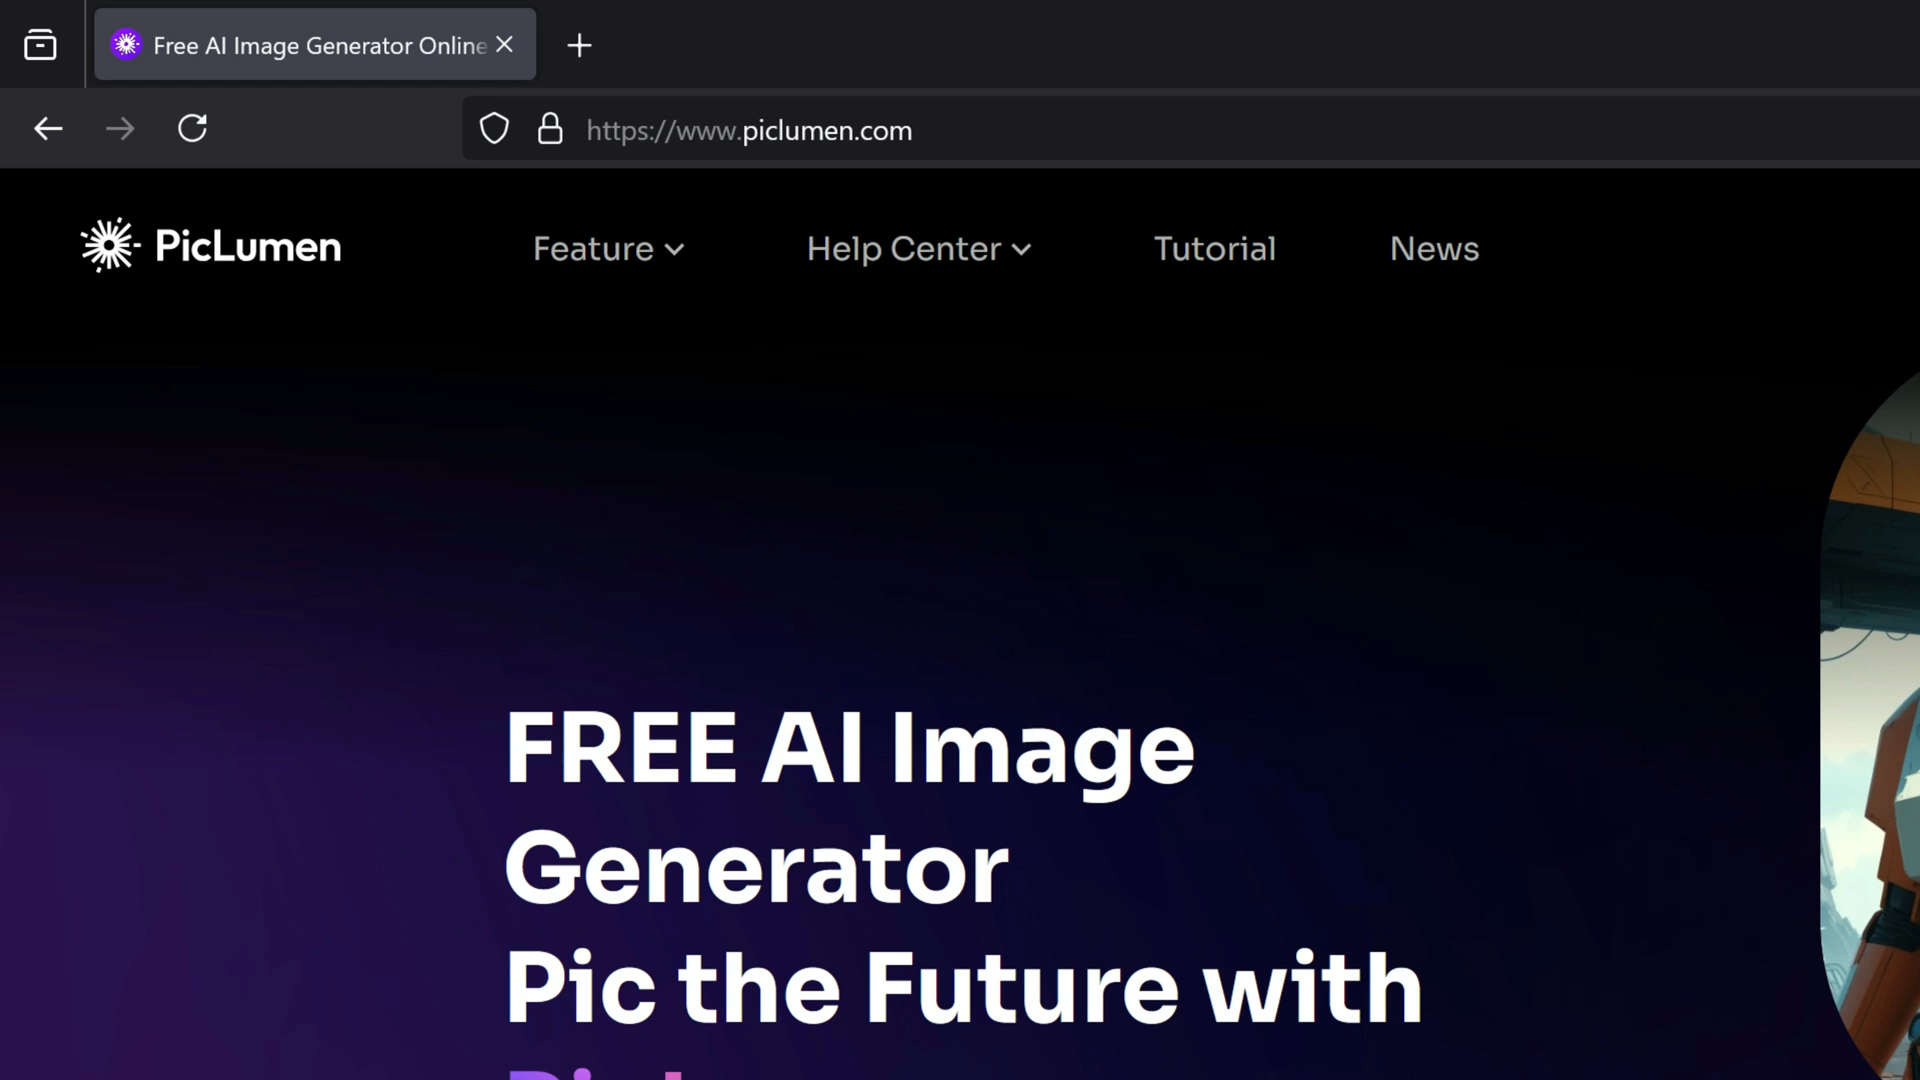 Free AI Image Generator Online
https://www.piclumen.com
PicLumen
Feature
Help Center
Tutorial
News
FREE AI Image
Generator
Pic the Future with